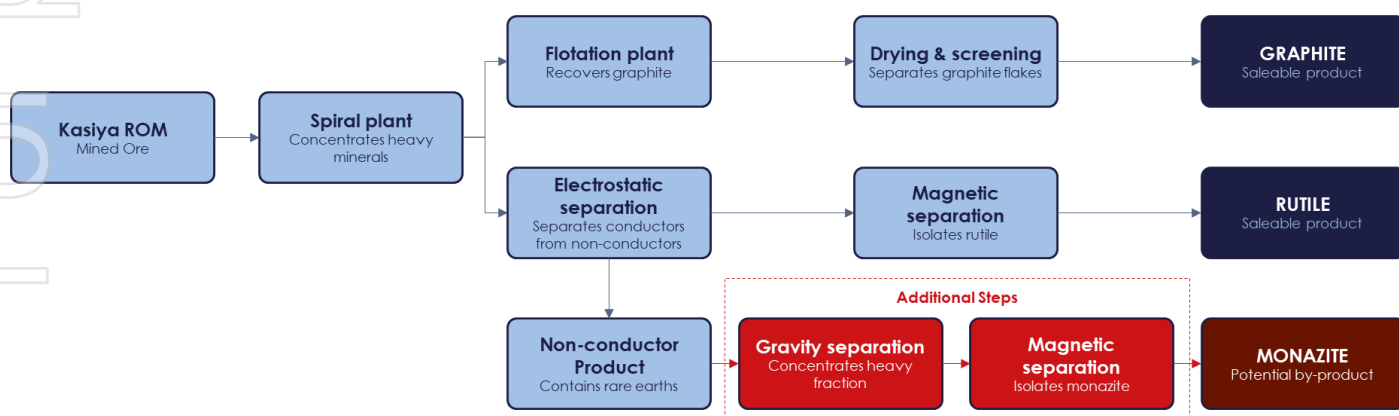 Flotation plant
Recovers graphite
Drying & screening
Separates graphite flakes
GRAPHITE
Saleable product
Kasiya ROM
Mined Ore
Spiral plant
Concentrates heavy
minerals
Electrostatic
separation
Separates conductors
from non-conductors
Magnetic
separation
Isolates rutile
RUTILE
Saleable product
Additional Steps
Non-conductor
Product
Contains rare earths
Gravity separation
Concentrates heavy
fraction
Magnetic
separation
Isolates monazite
MONAZITE
Potential by-product